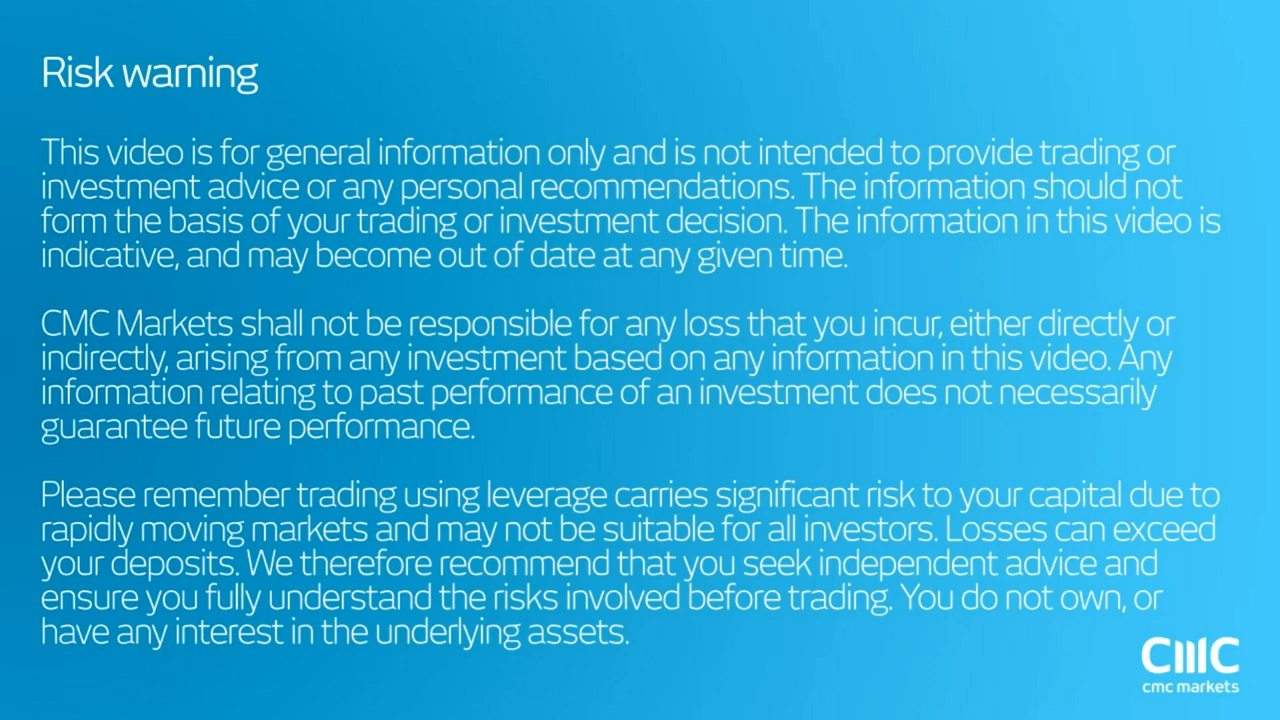 Risk warning
This video is for general information only and is not intended to provide trading or
investment advice or any personal recommendations. The information should not
form the basis of your trading or investment decision. The information in this video is
indicative, and may become out of date at any given time.
CMC Markets shall not be responsible for any loss that you incur, either directly or
indirectly, arising from any investment based on any information in this video. Any
information relating to past performance of an investment does not necessarily
guarantee future performance.
Please remember trading using leverage carries significant risk to your capital due to
rapidly moving markets and may not be suitable for all investors. Losses can exceed
your deposits. We therefore recommend that you seek independent advice and
ensure you fully understand the risks involved before trading. You do not own, or
have any interest in the underlying assets.
CMC
cmc markets